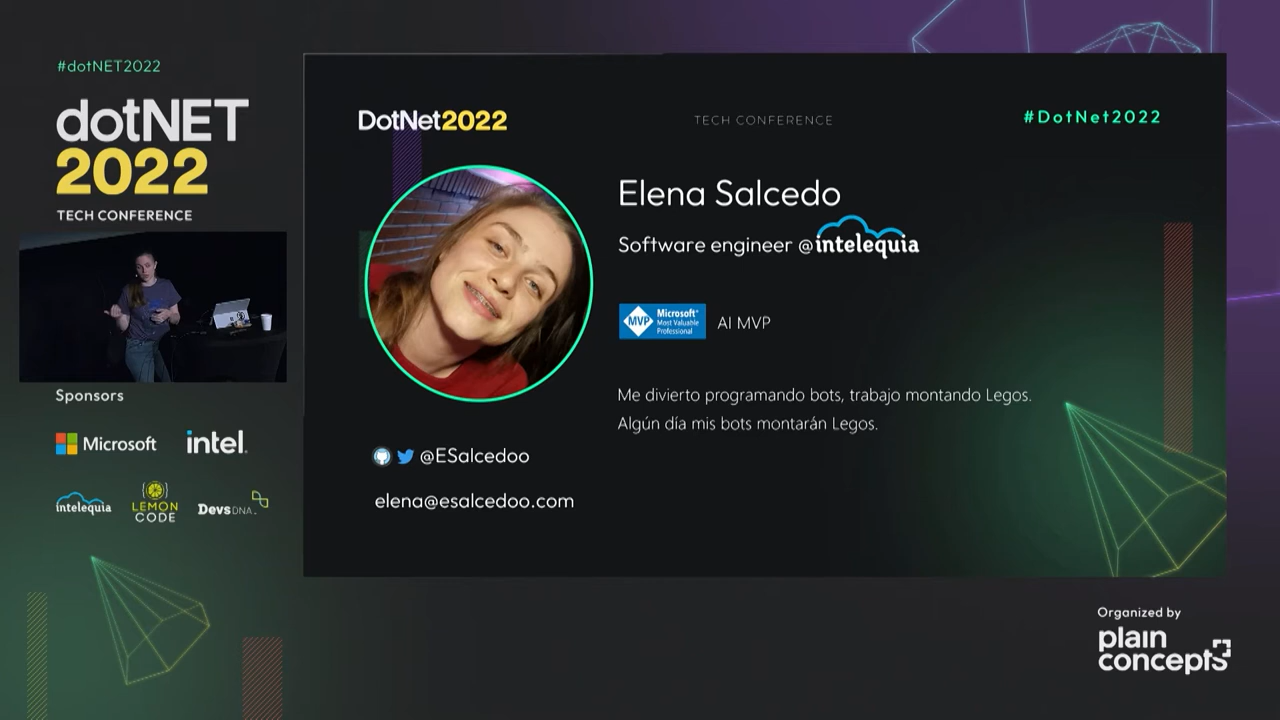 #dotNET2022
dotNET
2022
TECH CONFERENCE
Sponsors
Microsoft
intel.
intelequia
LEMON
CODE
DevsDNA
DotNet2022
TECH CONFERENCE
#DotNet2022
Elena Salcedo
Software engineer @intelequia
MVP
Microsoft®
Most Valuable
Professional
AI MVP
Me divierto programando bots, trabajo montando Legos.
Algún día mis bots montarán Legos.
@ESalcedoo
elena@esalcedoo.com
Organized by
plain
concepts